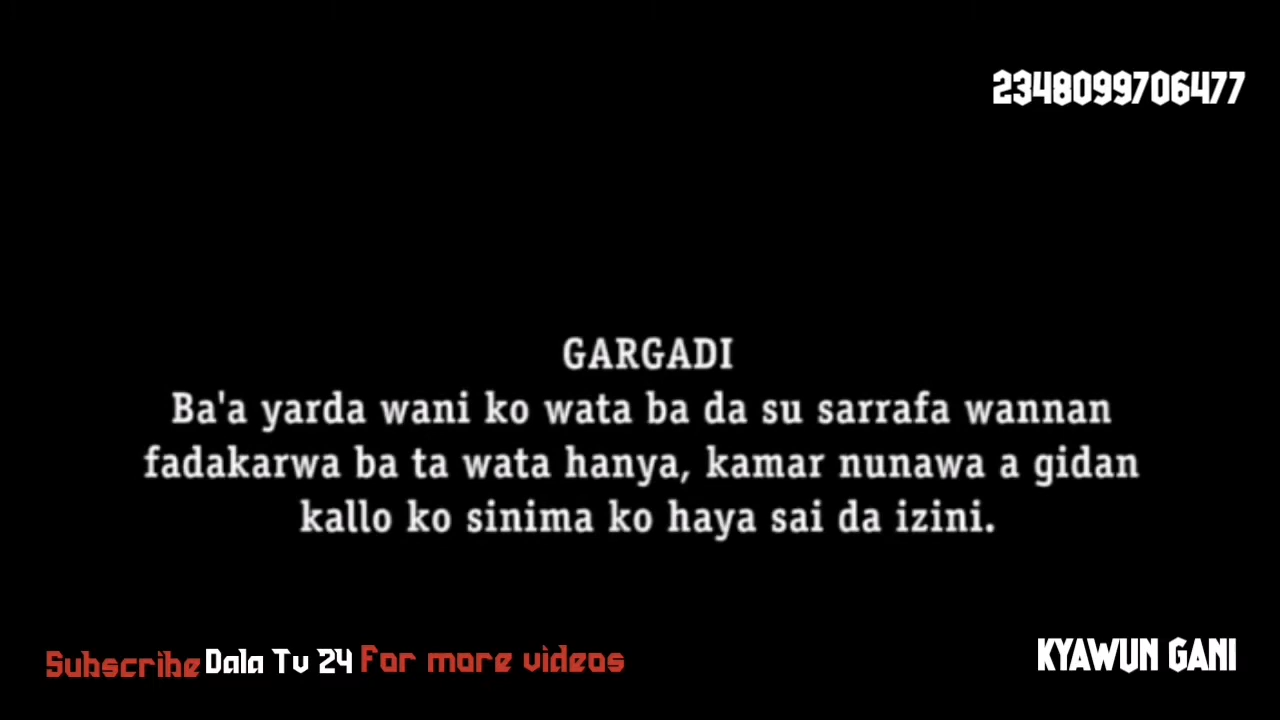 2348099706477
GARGADI
Ba'a yarda wani ko wata ba da su sarrafa wannan
fadakarwa ba ta wata hanya, kamar nunawa a gidan
kallo ko sinima ko haya sai da izini.
Subscribe Dala Tv 24 For more videos
KYAWUN GANI